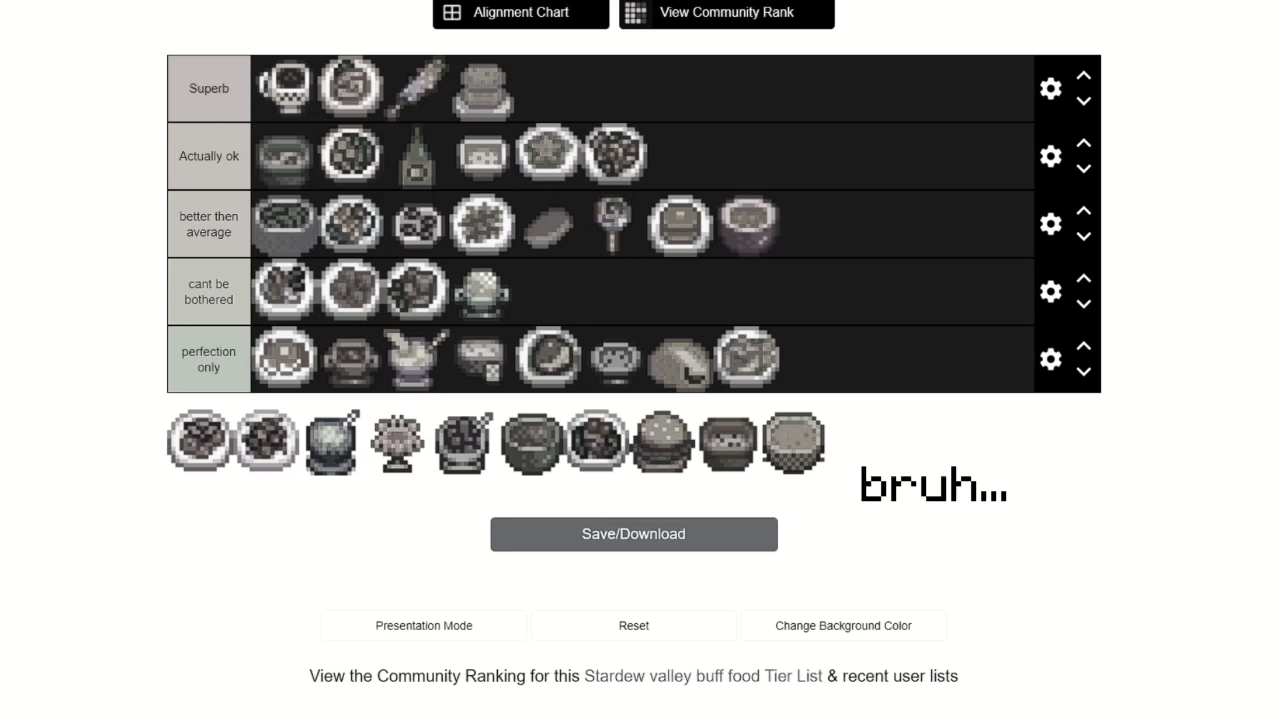 Alignment Chart
View Community Rank
Superb
Actually ok
better then
average
cant be
bothered
perfection
only
bruh...
Save/Download
Presentation Mode
Reset
Change Background Color
View the Community Ranking for this Stardew valley buff food Tier List & recent user lists